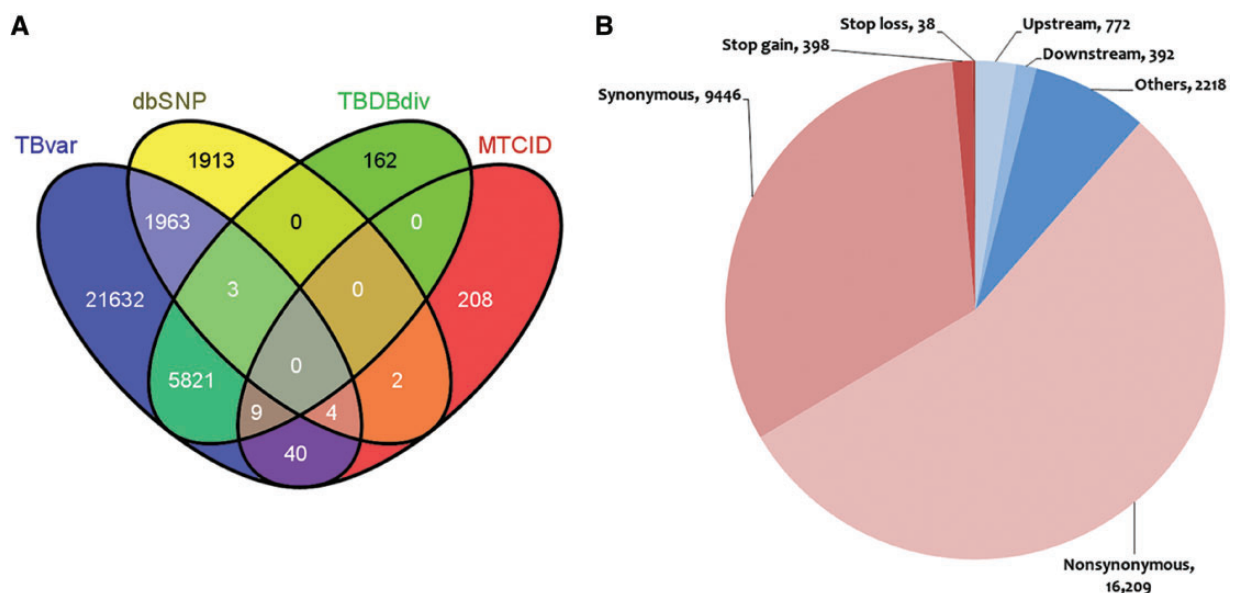 A
dbSNP
TBDBdiv
TBvar
MTCID
1913
162
1963
0
0
21632
3
0
208
5821
0
2
9
4
40
B
Stop loss, 38
Upstream, 772
Stop gain, 398
Downstream, 392
Synonymous, 9446
Others, 2218
Nonsynonymous,
16,209